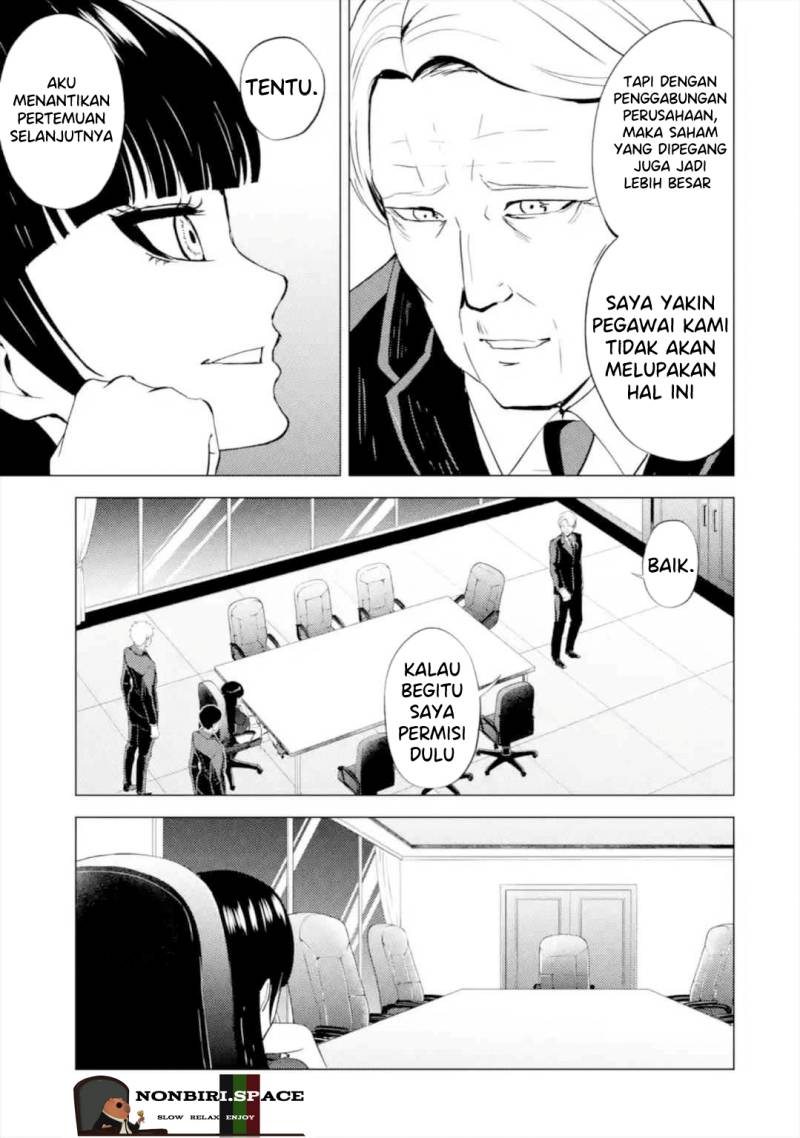 TAPI DENGAN
PENGGABUNGAN
PERUSAHAAN,
MAKA SAHAM
YANG DIPEGANG
JUGA JADI
LEBIH BESAR
SAYA YAKIN
PEGAWAI KAMI
TIDAK AKAN
MELUPAKAN
HAL INI
TENTU.
AKU
MENANTIKAN
PERTEMUAN
SELANJUTNYA
BAIK.
KALAU
BEGITU
SAYA
PERMISI
DULU
NONBIRI.SPACE
SLOW RELAX ENJOY